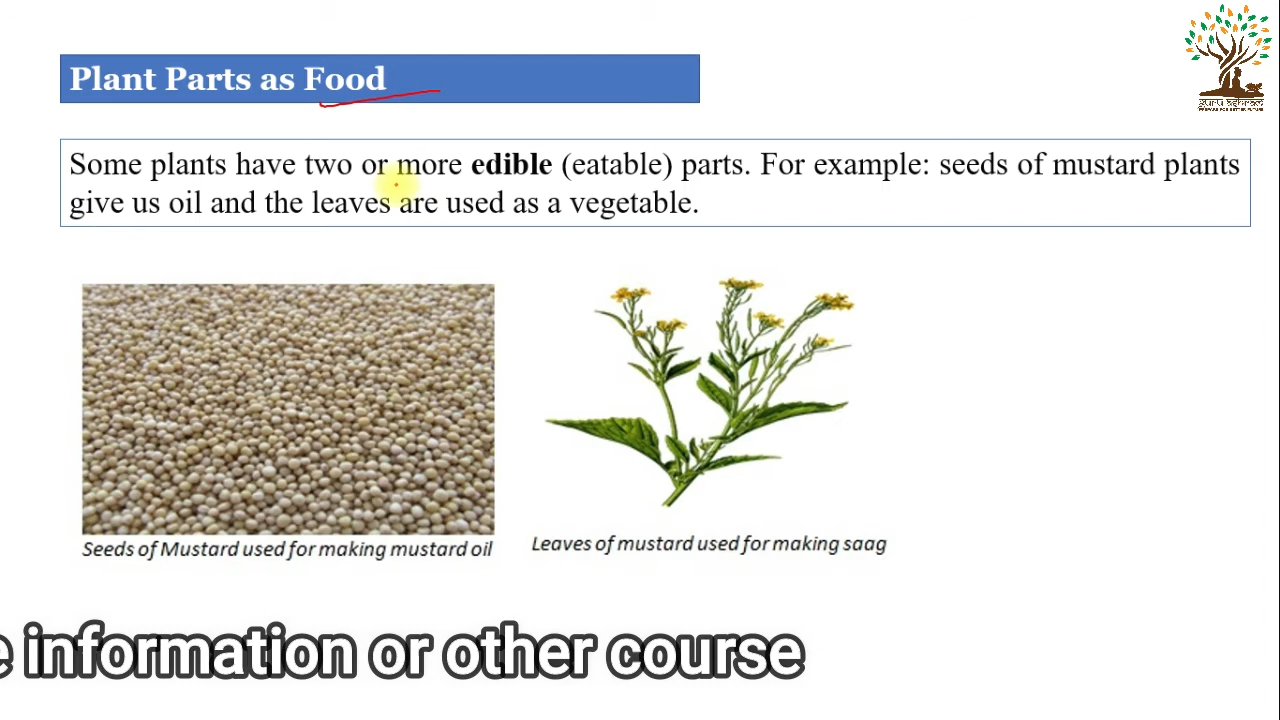 Plant Parts as Food
guru ashram
Some plants have two or more edible (eatable) parts. For example: seeds of mustard plants
give us oil and the leaves are used as a vegetable.
Seeds of Mustard used for making mustard oil
Leaves of mustard used for making saag
e information or other course